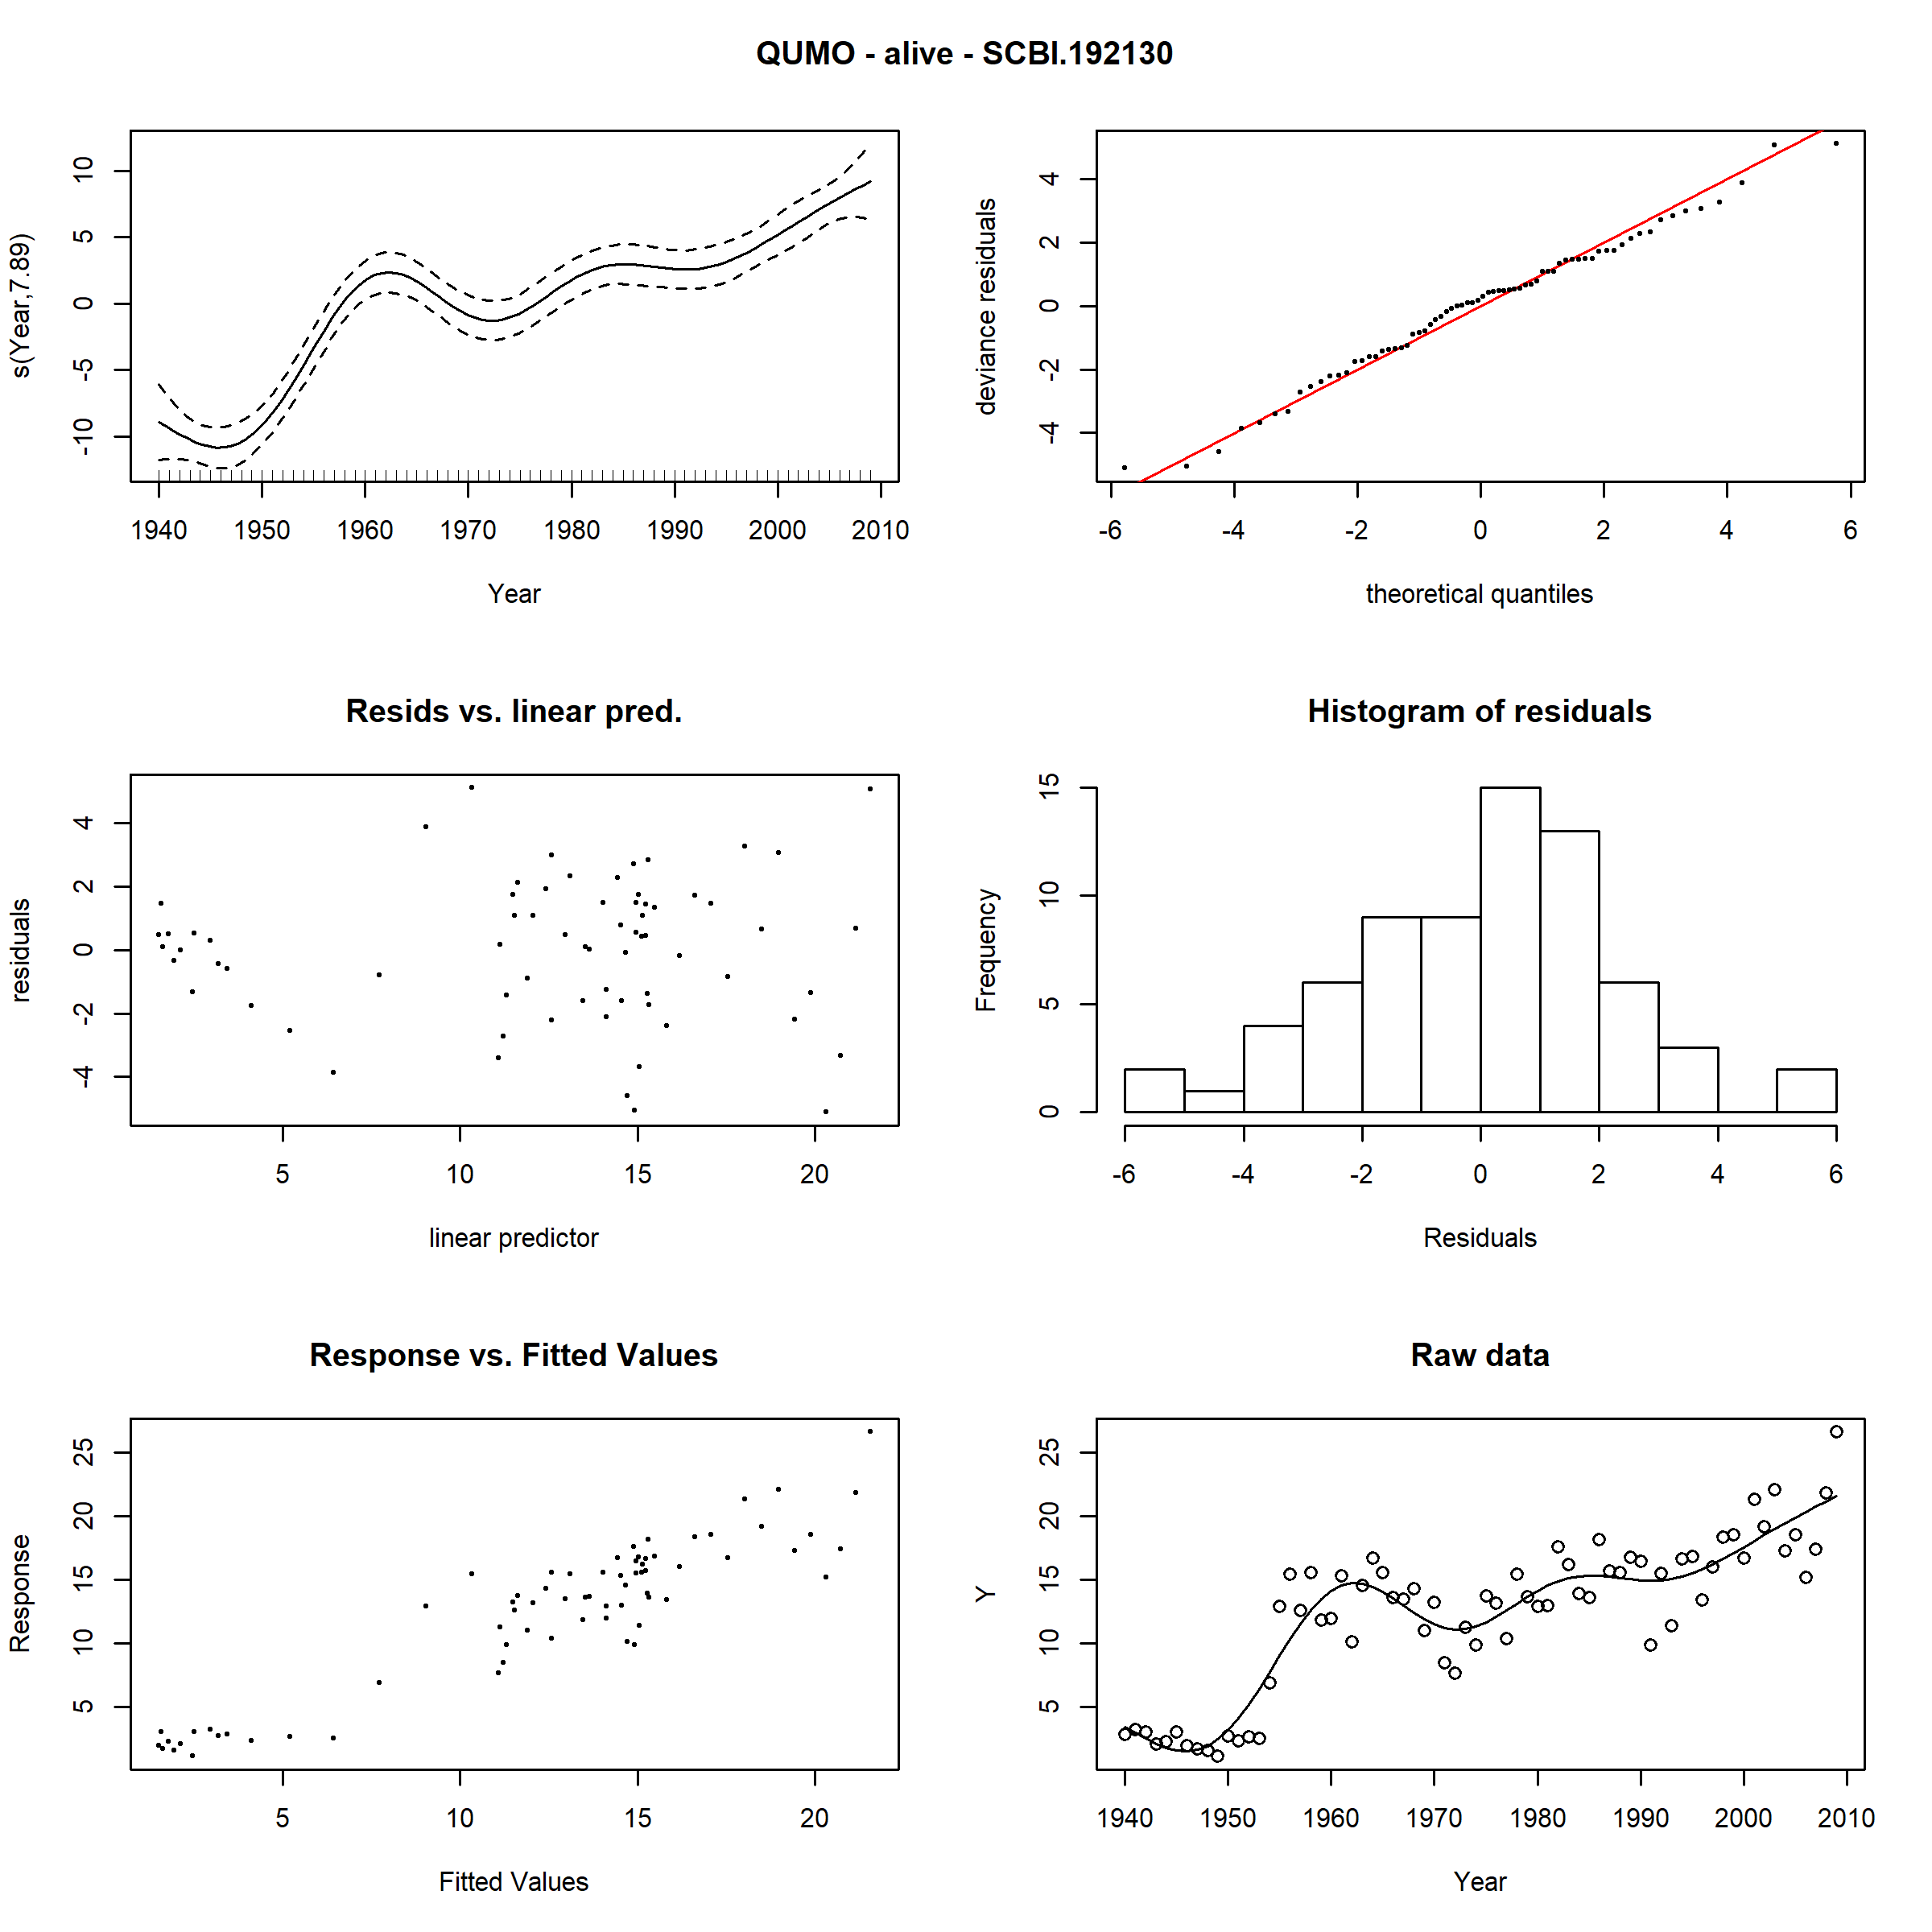 QUMO - alive - SCBI.192130
s(Year,7.89)
10
5
0
-5
-10
1940 1950 1960 1970 1980 1990 2000 2010
Year
deviance residuals
4
2
0
-2
-4
-6 -4 -2 0 2 4 6
theoretical quantiles
Resids vs. linear pred.
residuals
4
2
0
-2
-4
5 10 15 20
linear predictor
Histogram of residuals
Frequency
15
10
5
0
-6 -4 -2 0 2 4 6
Residuals
Response vs. Fitted Values
Response
25
20
15
10
5
5 10 15 20
Fitted Values
Raw data
Y
25
20
15
10
5
1940 1950 1960 1970 1980 1990 2000 2010
Year